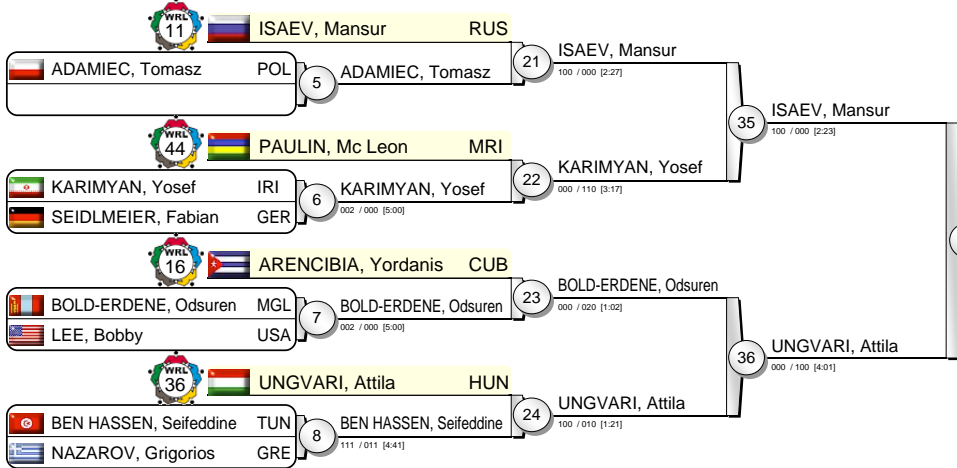 WRL
11
ISAEV, Mansur RUS
ADAMIEC, Tomasz POL
5
ADAMIEC, Tomasz
21
ISAEV, Mansur
100 / 000 [2:27]
WRL
44
PAULIN, Mc Leon MRI
KARIMYAN, Yosef IRI
SEIDLMEIER, Fabian GER
6
KARIMYAN, Yosef
002 / 000 [5:00]
22
KARIMYAN, Yosef
000 / 110 [3:17]
35
ISAEV, Mansur
100 / 000 [2:23]
WRL
16
ARENCIBIA, Yordanis CUB
BOLD-ERDENE, Odsuren MGL
LEE, Bobby USA
7
BOLD-ERDENE, Odsuren
002 / 000 [5:00]
23
BOLD-ERDENE, Odsuren
000 / 020 [1:02]
WRL
36
UNGVARI, Attila HUN
BEN HASSEN, Seifeddine TUN
NAZAROV, Grigorios GRE
8
BEN HASSEN, Seifeddine
111 / 011 [4:41]
24
UNGVARI, Attila
100 / 010 [1:21]
36
UNGVARI, Attila
000 / 100 [4:01]